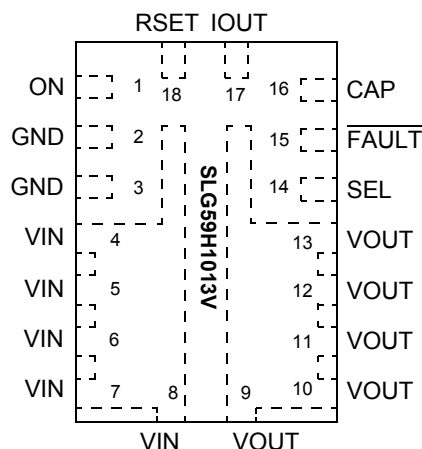 RSET IOUT
ON 1 18 17 16 CAP
GND 2 15 FAULT
GND 3 14 SEL
SLG59H1013V
VIN 4 13 VOUT
VIN 5 12 VOUT
VIN 6 11 VOUT
VIN 7 8 9 10 VOUT
VIN VOUT